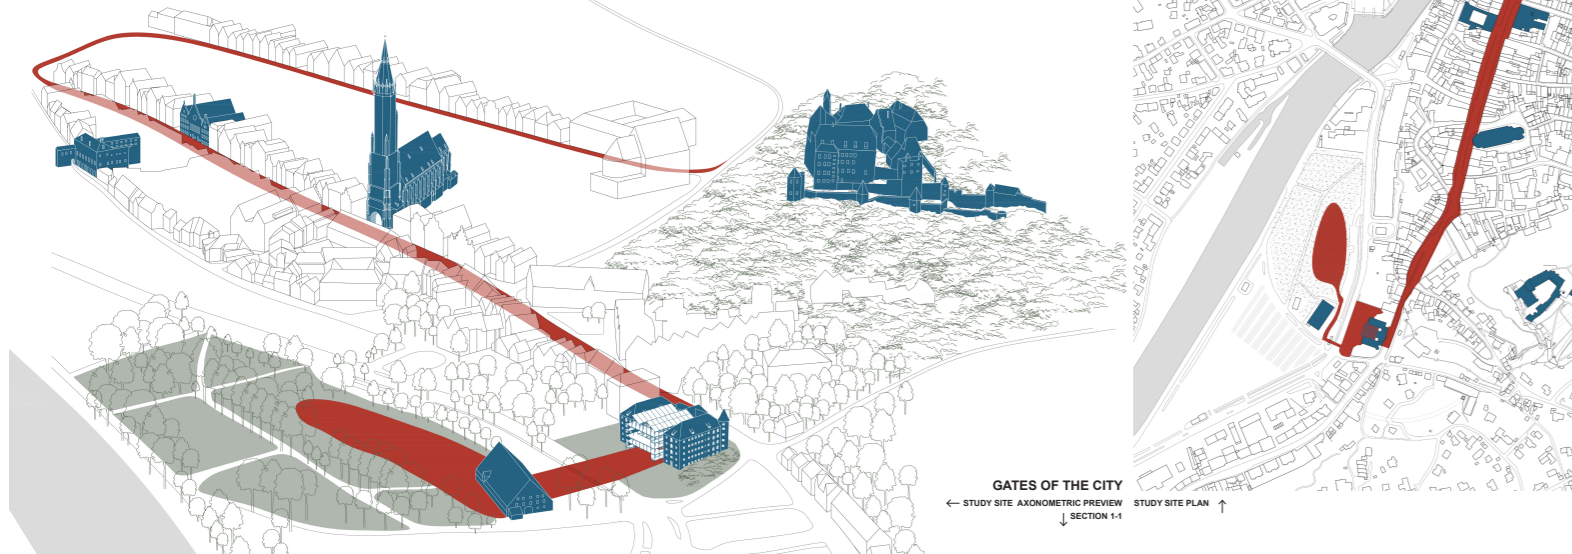 GATES OF THE CITY
← STUDY SITE AXONOMETRIC PREVIEW STUDY SITE PLAN ↑
↓ SECTION 1-1